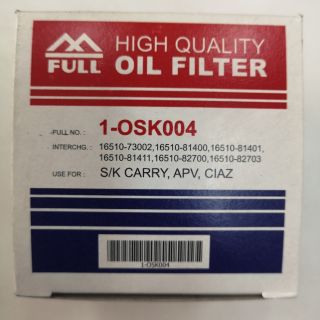 FULL
HIGH QUALITY
OIL FILTER
FULL NO. : 1-OSK004
INTERCHG. : 16510-73002,16510-81400,16510-81401,
16510-81411,16510-82700,16510-82703
USE FOR : S/K CARRY, APV, CIAZ
1-OSK004